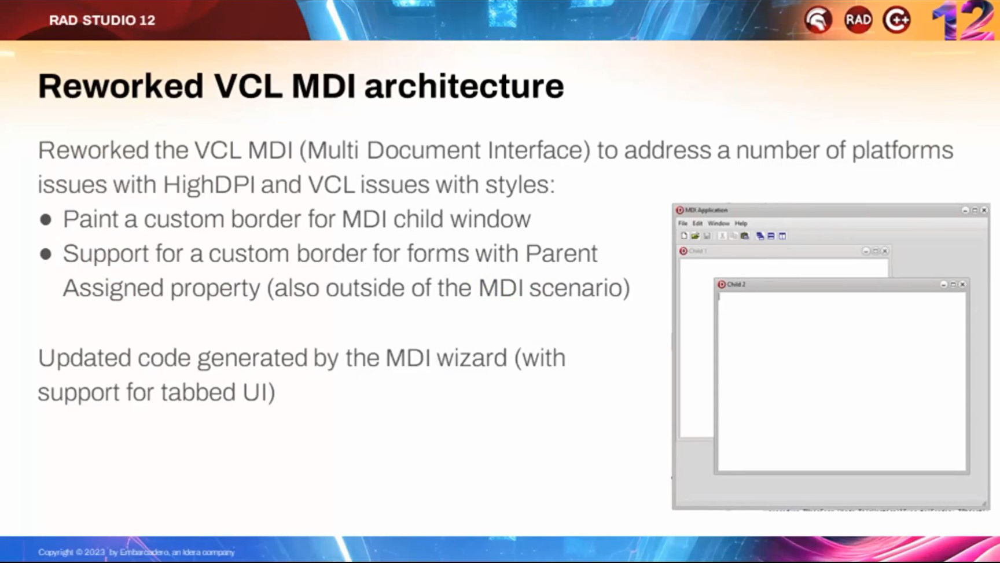 RAD STUDIO 12
RAD
C++
12
Reworked VCL MDI architecture
Reworked the VCL MDI (Multi Document Interface) to address a number of platforms
issues with HighDPI and VCL issues with styles:
● Paint a custom border for MDI child window
● Support for a custom border for forms with Parent
Assigned property (also outside of the MDI scenario)
Updated code generated by the MDI wizard (with
support for tabbed UI)
MDI Application
File Edit Window Help
Child 1
Child 2
Copyright © 2023 by Embarcadero, an Idera company